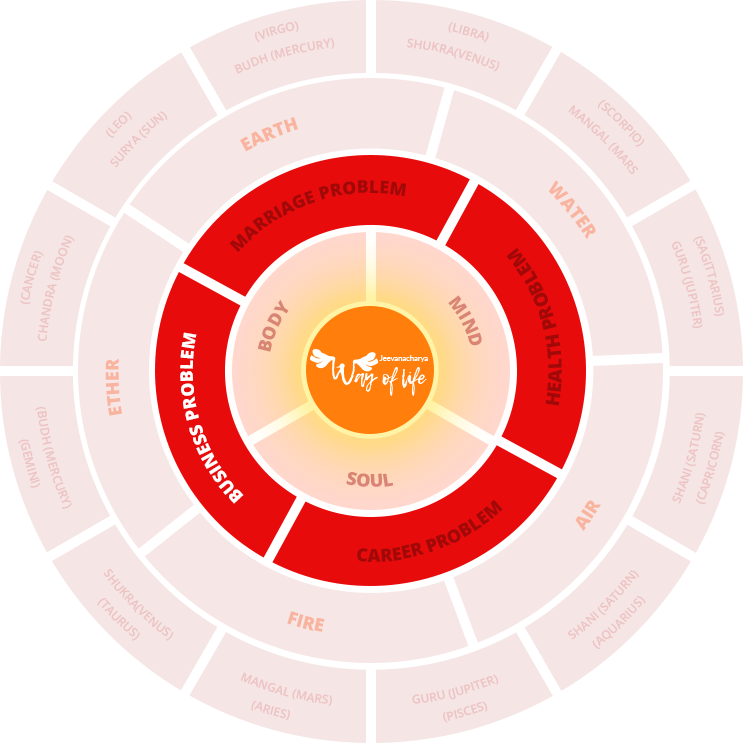 (VIRGO)
BUDH (MERCURY)
(LIBRA)
SHUKRA(VENUS)
(SCORPIO)
MANGAL (MARS
(SAGITTARIUS)
GURU (JUPITER)
SHANI (SATURN)
(CAPRICORN)
SHANI (SATURN)
(AQUARIUS)
GURU (JUPITER)
(PISCES)
MANGAL (MARS)
(ARIES)
SHUKRA(VENUS)
(TAURUS)
(BUDH (MERCURY)
(GEMINI)
(CANCER)
CHANDRA (MOON)
(LEO)
SURYA (SUN)
EARTH
WATER
AIR
FIRE
ETHER
MARRIAGE PROBLEM
HEALTH PROBLEM
CAREER PROBLEM
BUSINESS PROBLEM
BODY
MIND
SOUL
Jeevanacharya
Way of life